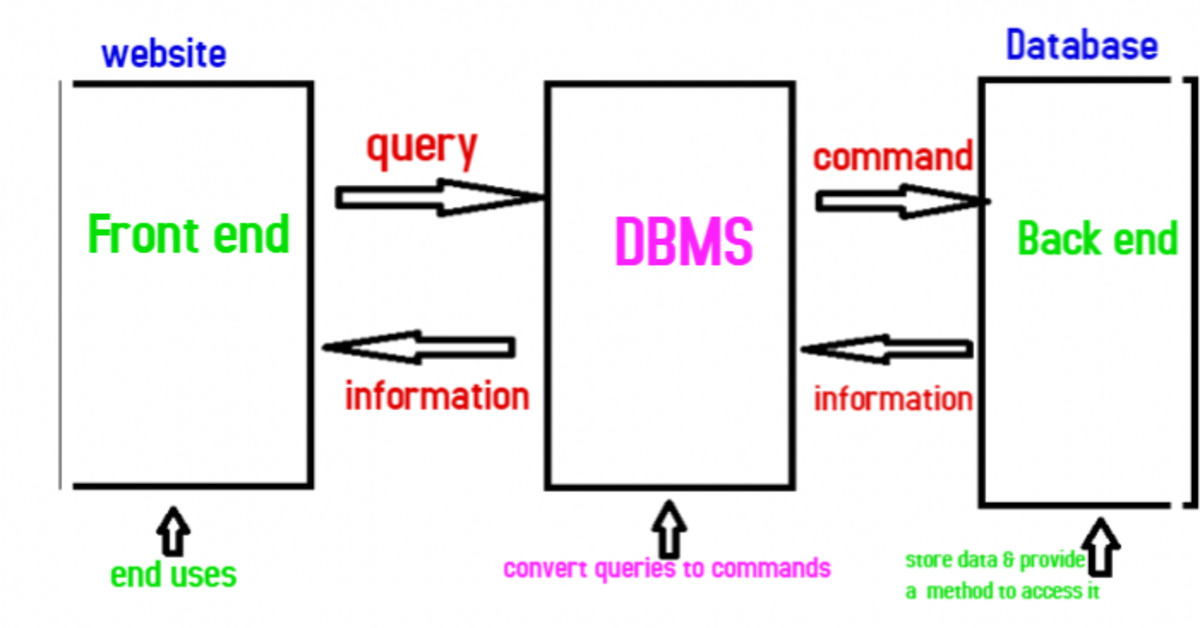 website
Database
query
command
Front end
DBMS
Back end
information
information
end uses
convert queries to commands
store data & provide
a method to access it